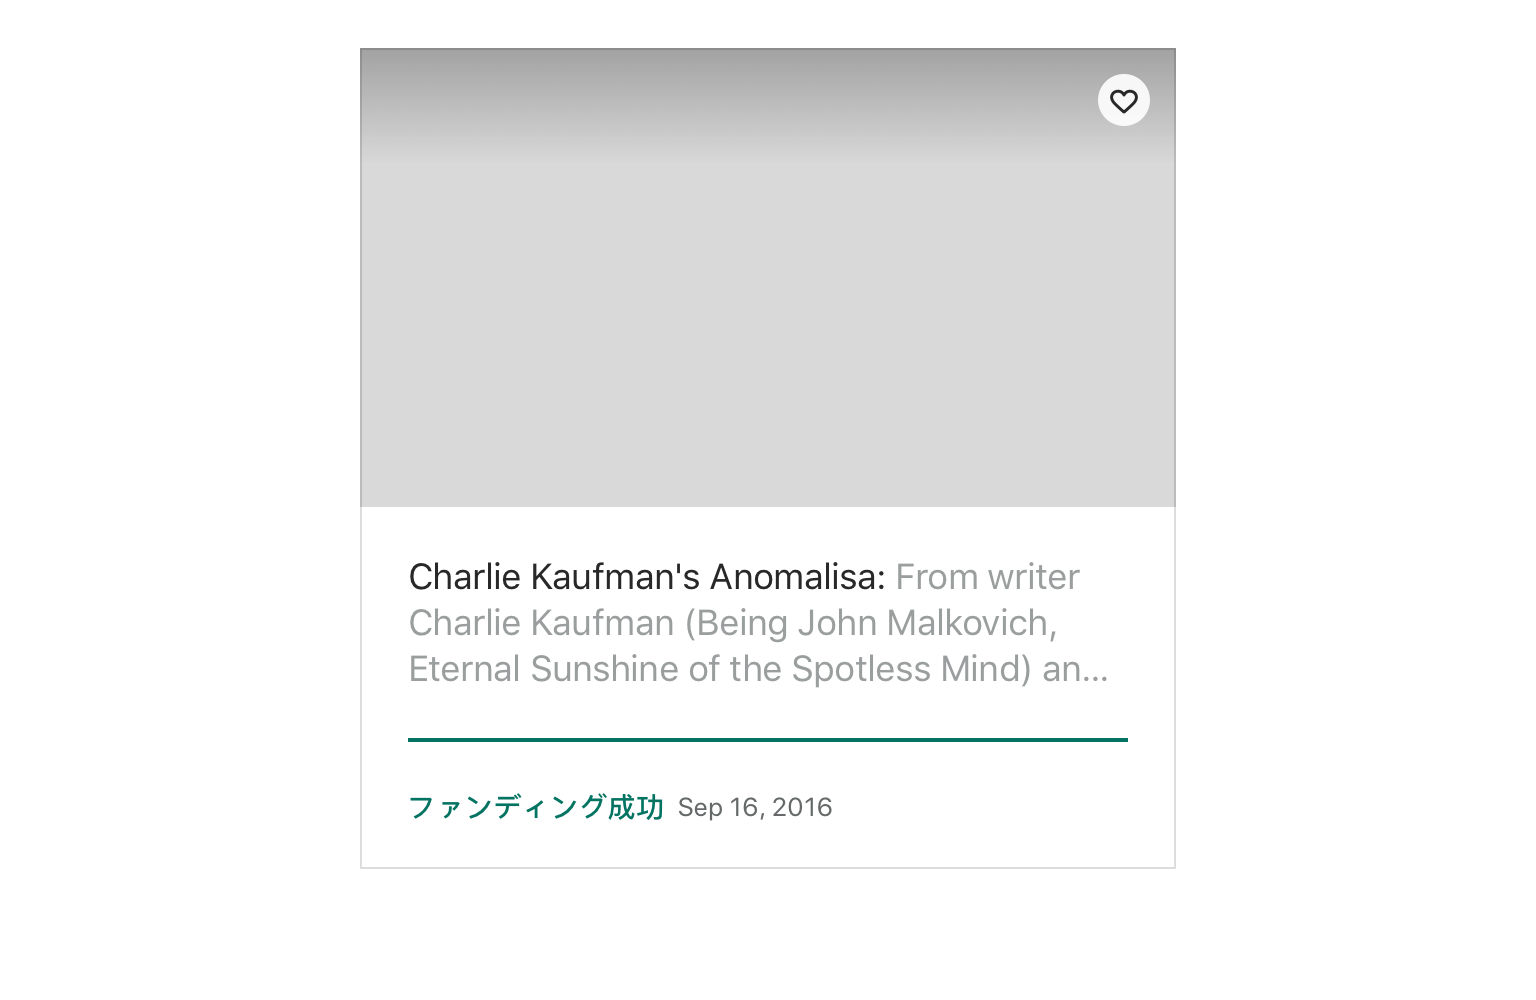 Charlie Kaufman's Anomalisa: From writer
Charlie Kaufman (Being John Malkovich,
Eternal Sunshine of the Spotless Mind) an...
ファンディング成功 Sep 16, 2016